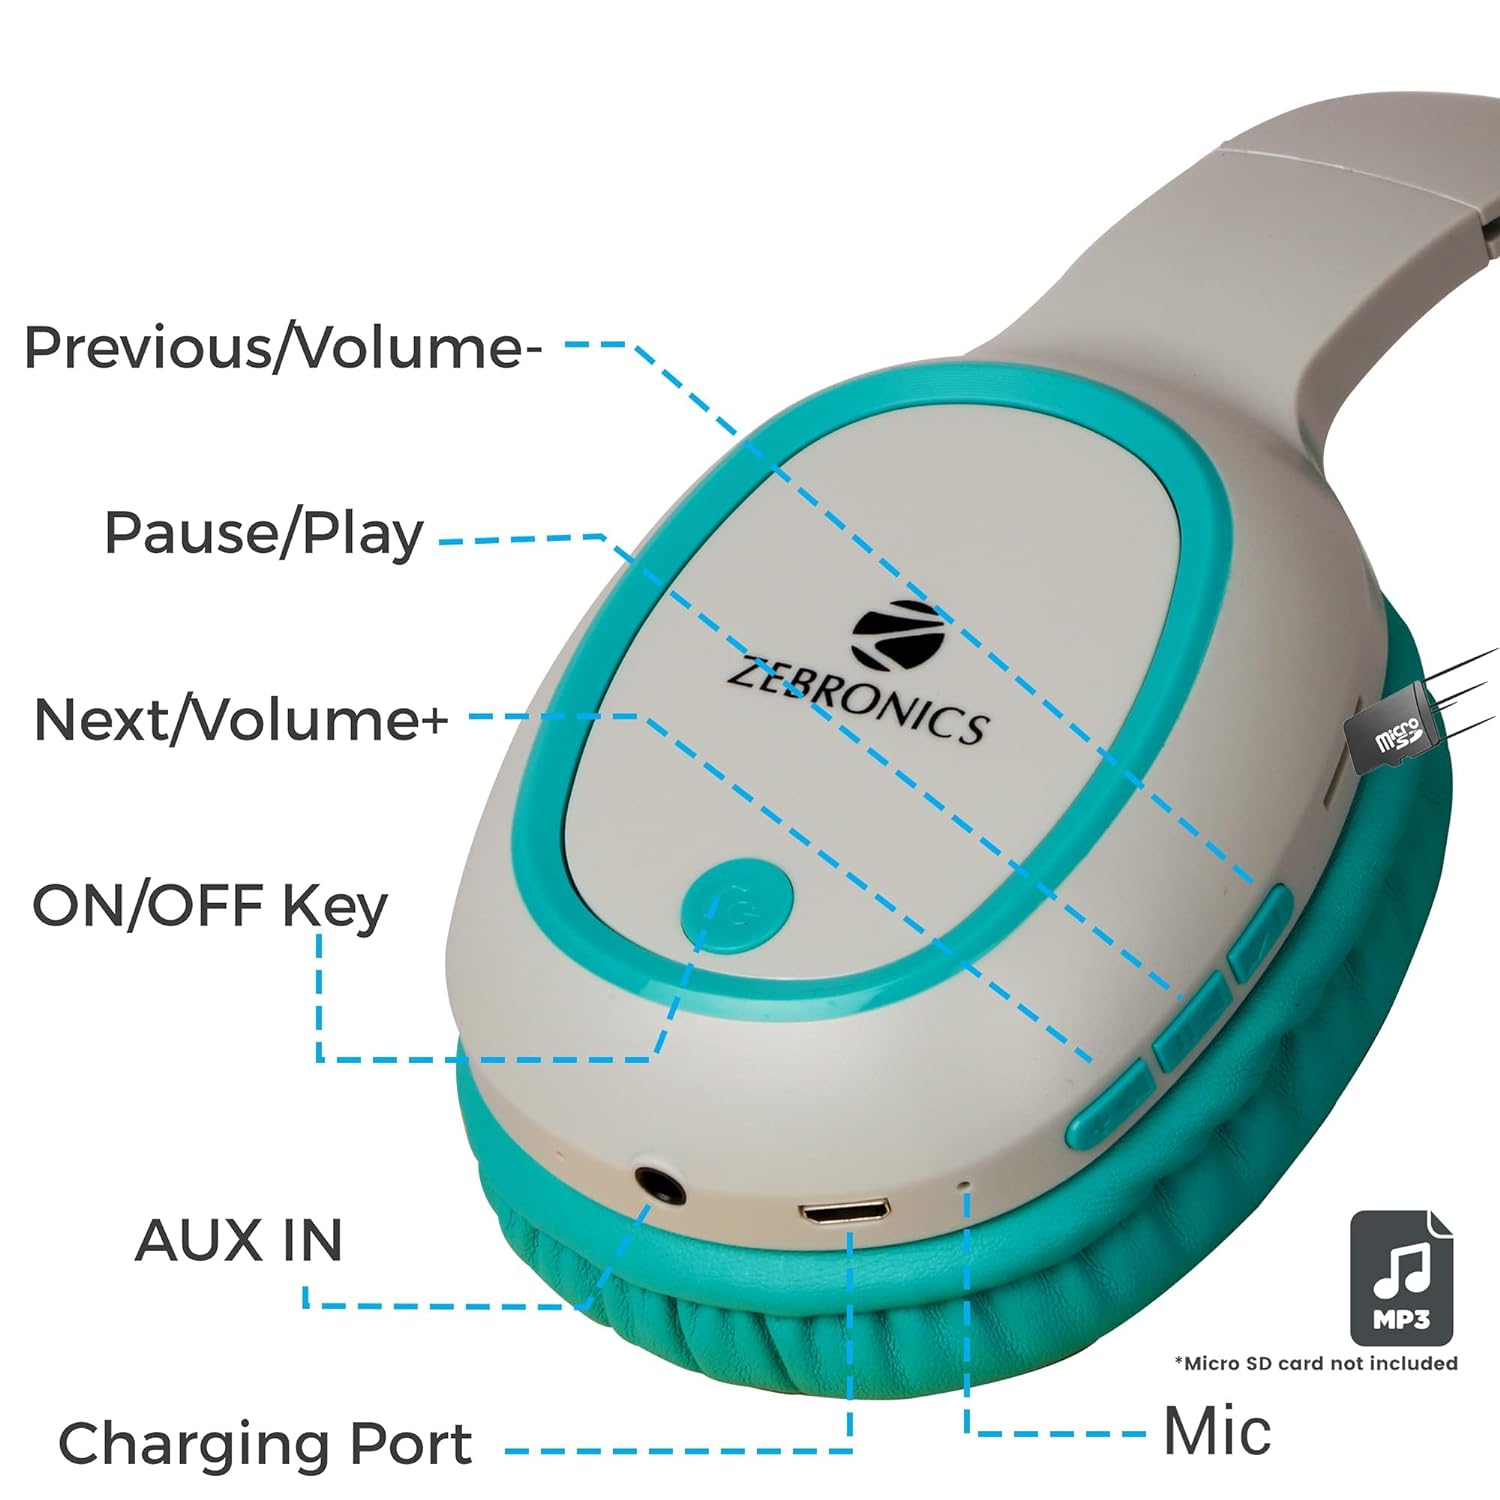 Previous/Volume-
Pause/Play
ZEBRONICS
Next/Volume+
Micro
SD
ON/OFF Key
AUX IN
MP3
*Micro SD card not included
Charging Port
Mic